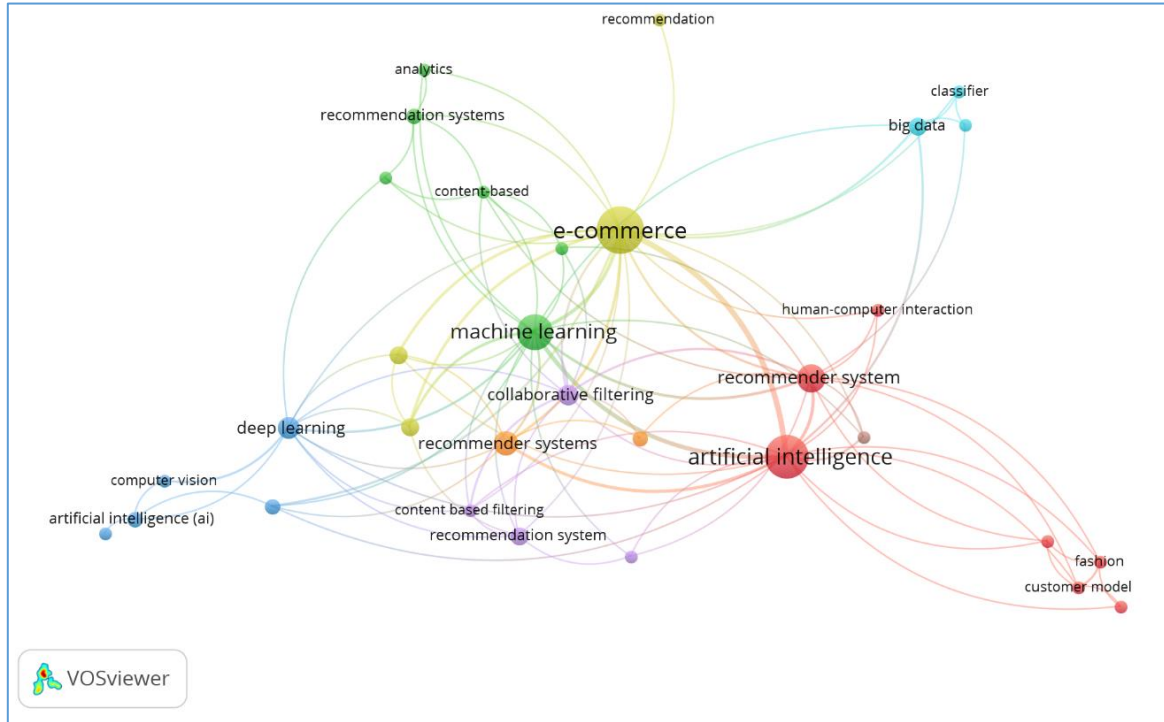 recommendation
analytics
classifier
recommendation systems
big data
content-based
e-commerce
human-computer interaction
machine learning
recommender system
collaborative filtering
deep learning
recommender systems
artificial intelligence
computer vision
content based filtering
artificial intelligence (ai)
recommendation system
fashion
customer model
VOSviewer